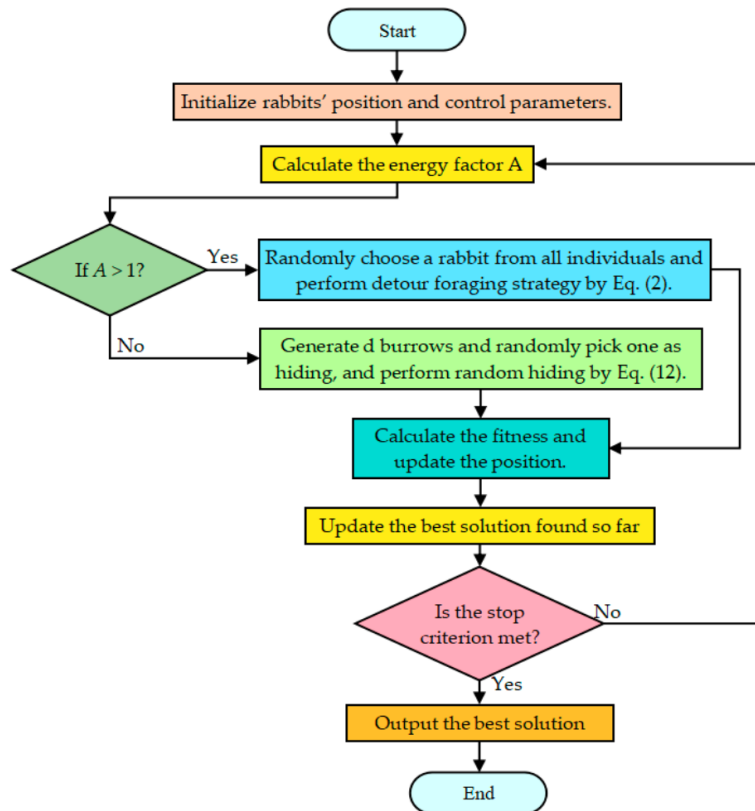 Start
Initialize rabbits’ position and control parameters.
Calculate the energy factor A
If A > 1?
Yes
Randomly choose a rabbit from all individuals and
perform detour foraging strategy by Eq. (2).
No
Generate d burrows and randomly pick one as
hiding, and perform random hiding by Eq. (12).
Calculate the fitness and
update the position.
Update the best solution found so far
Is the stop
criterion met?
No
Yes
Output the best solution
End